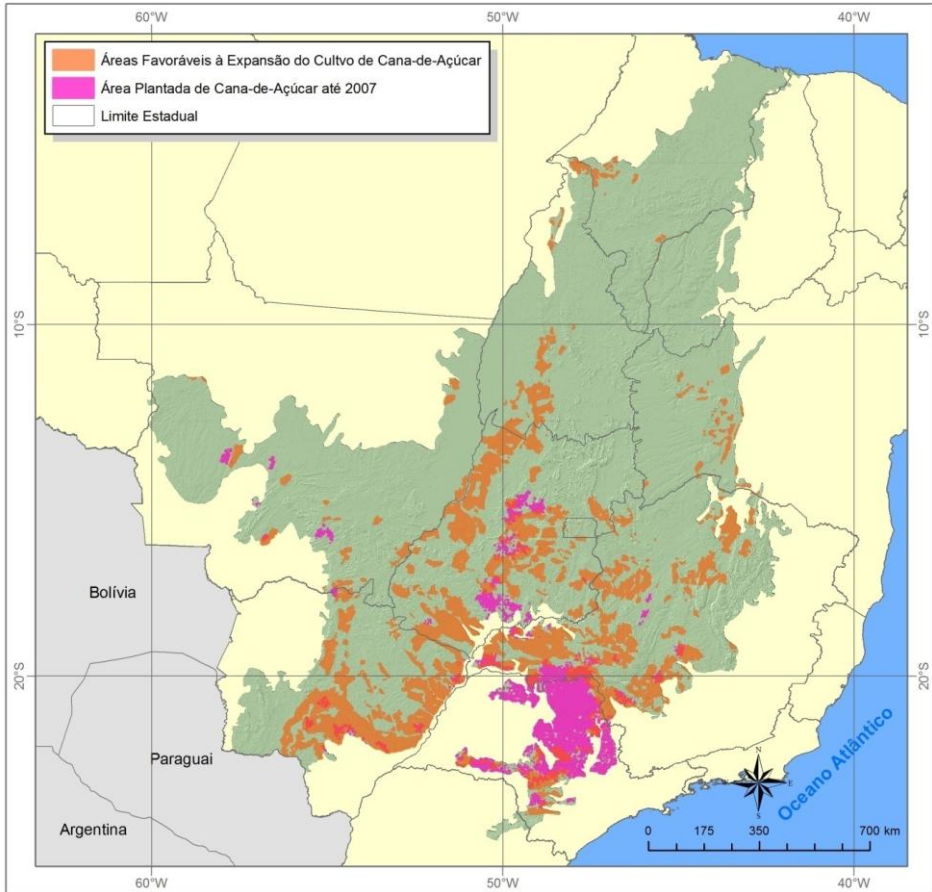 60°W 50°W 40°W
Áreas Favoráveis à Expansão do Cultvo de Cana-de-Açúcar
Área Plantada de Cana-de-Açúcar até 2007
Limite Estadual
10°S 10°S
Bolívia
20°S 20°S
Paraguai
Argentina
Oceano Atlântico
N
E
S
0 175 350 700 km
60°W 50°W 40°W